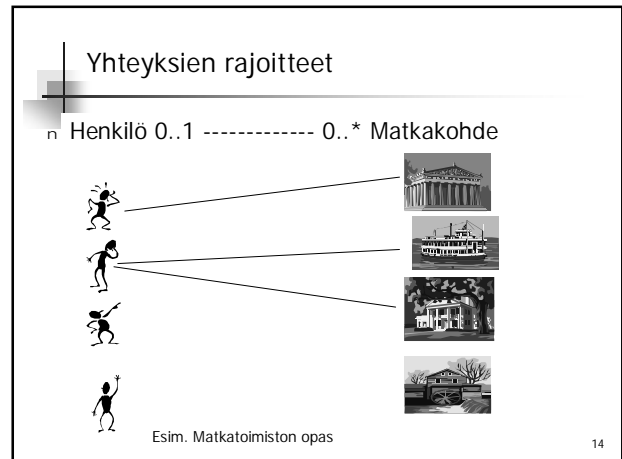 Yhteyksien rajoitteet
n Henkilö 0..1 ------------- 0..* Matkakohde
Esim. Matkatoimiston opas
14